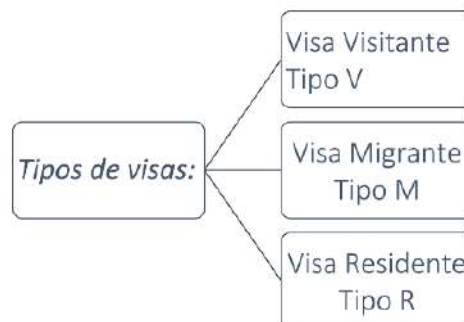 Tipos de visas:
Visa Visitante
Tipo V
Visa Migrante
Tipo M
Visa Residente
Tipo R